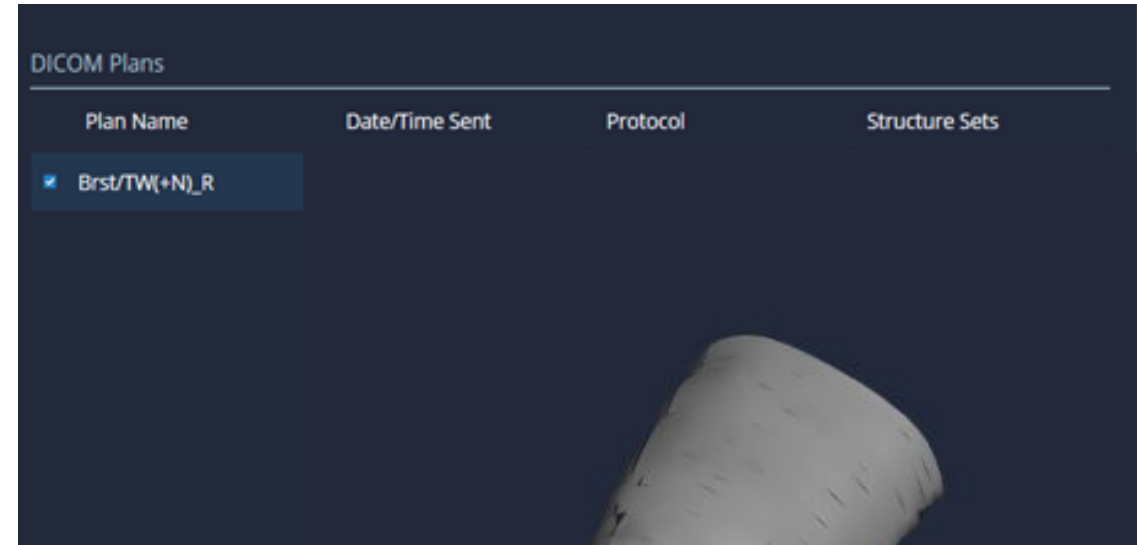 DICOM Plans
Plan Name Date/Time Sent Protocol Structure Sets
Brst/TW(+N)_R